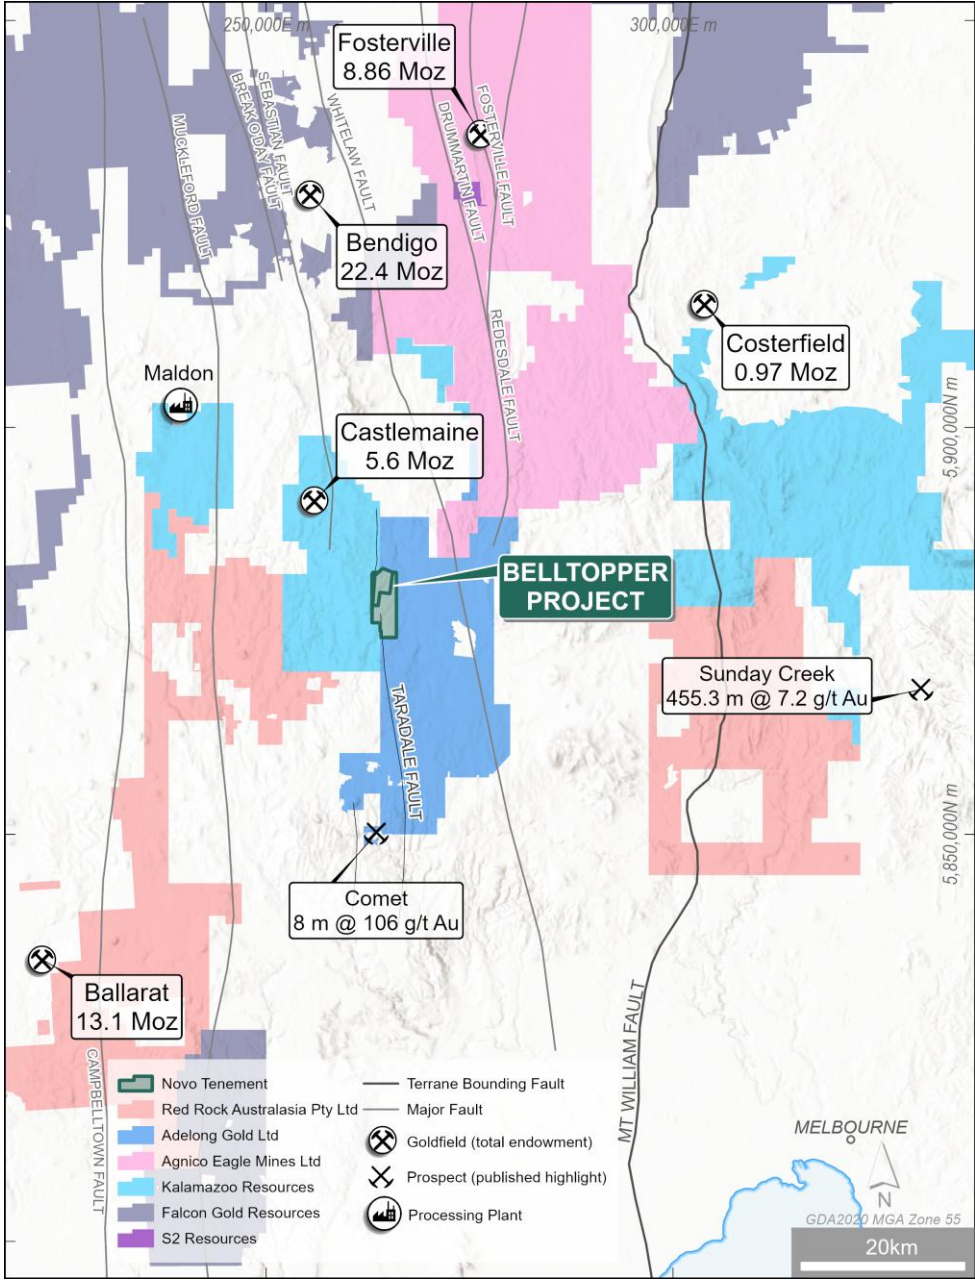 250,000E m
300,000E m
Fosterville
8.86 Moz
MUCKLEFORD FAULT
BREAK O'DAY FAULT
SEBASTIAN FAULT
WHITELAW FAULT
DRUMMARTIN FAULT
FOSTERVILLE FAULT
Bendigo
22.4 Moz
REDESDALE FAULT
Costerfield
0.97 Moz
Maldon
Castlemaine
5.6 Moz
5,900,000N m
BELLTOPPER
PROJECT
Sunday Creek
455.3 m @ 7.2 g/t Au
TARADALE FAULT
5,850,000N m
Comet
8 m @ 106 g/t Au
Ballarat
13.1 Moz
CAMPBELLTOWN FAULT
MT WILLIAM FAULT
Novo Tenement
Red Rock Australasia Pty Ltd
Adelong Gold Ltd
Agnico Eagle Mines Ltd
Kalamazoo Resources
Falcon Gold Resources
S2 Resources
Terrane Bounding Fault
Major Fault
Goldfield (total endowment)
Prospect (published highlight)
Processing Plant
MELBOURNE
N
GDA2020 MGA Zone 55
20km